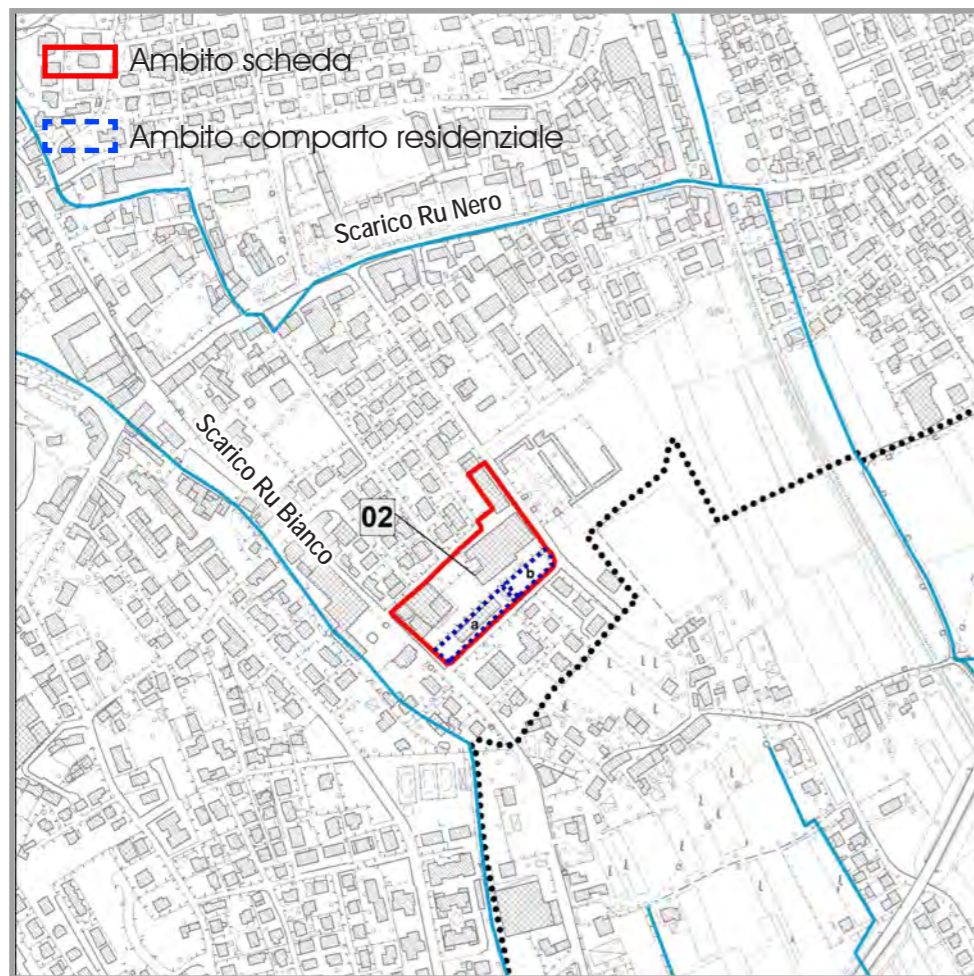 Ambito scheda
Ambito comparto residenziale
Scarico Ru Nero
Scarico Ru Bianco
02
b
a